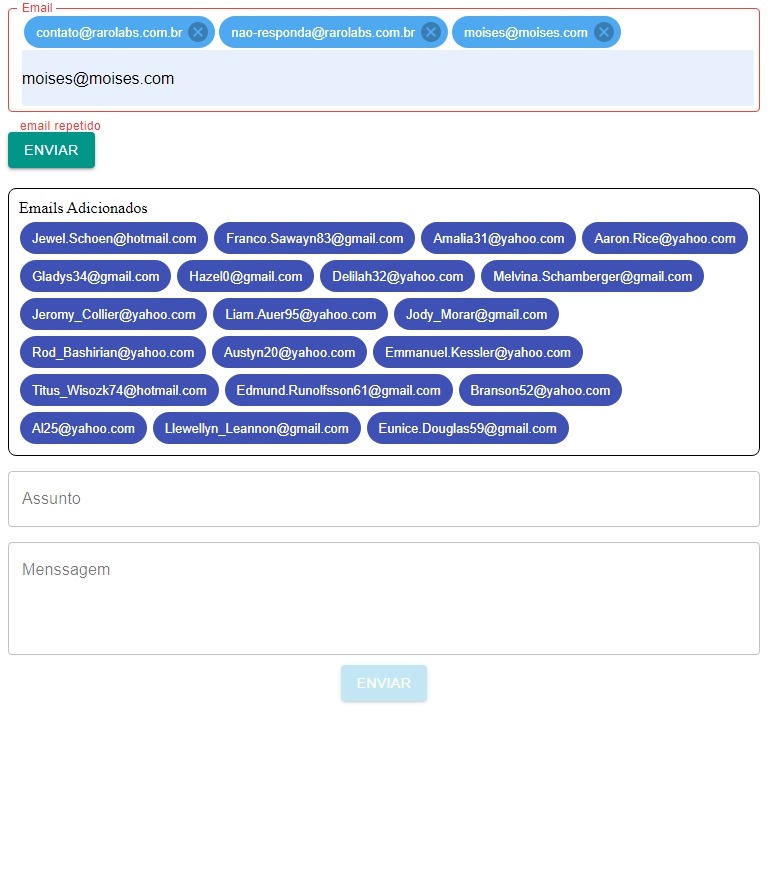 Email
contato@rarolabs.com.br nao-responda@rarolabs.com.br moises@moises.com
moises@moises.com
email repetido
ENVIAR
Emails Adicionados
Jewel.Schoen@hotmail.com Franco.Sawayn83@gmail.com Amalia31@yahoo.com Aaron.Rice@yahoo.com
Gladys34@gmail.com Hazel0@gmail.com Delilah32@yahoo.com Melvina.Schamberger@gmail.com
Jeromy_Collier@yahoo.com Liam.Auer95@yahoo.com Jody_Morar@gmail.com
Rod_Bashirian@yahoo.com Austyn20@yahoo.com Emmanuel.Kessler@yahoo.com
Titus_Wisozk74@hotmail.com Edmund.Runolfsson61@gmail.com Branson52@yahoo.com
Al25@yahoo.com Llewellyn_Leannon@gmail.com Eunice.Douglas59@gmail.com
Assunto
Menssagem
ENVIAR